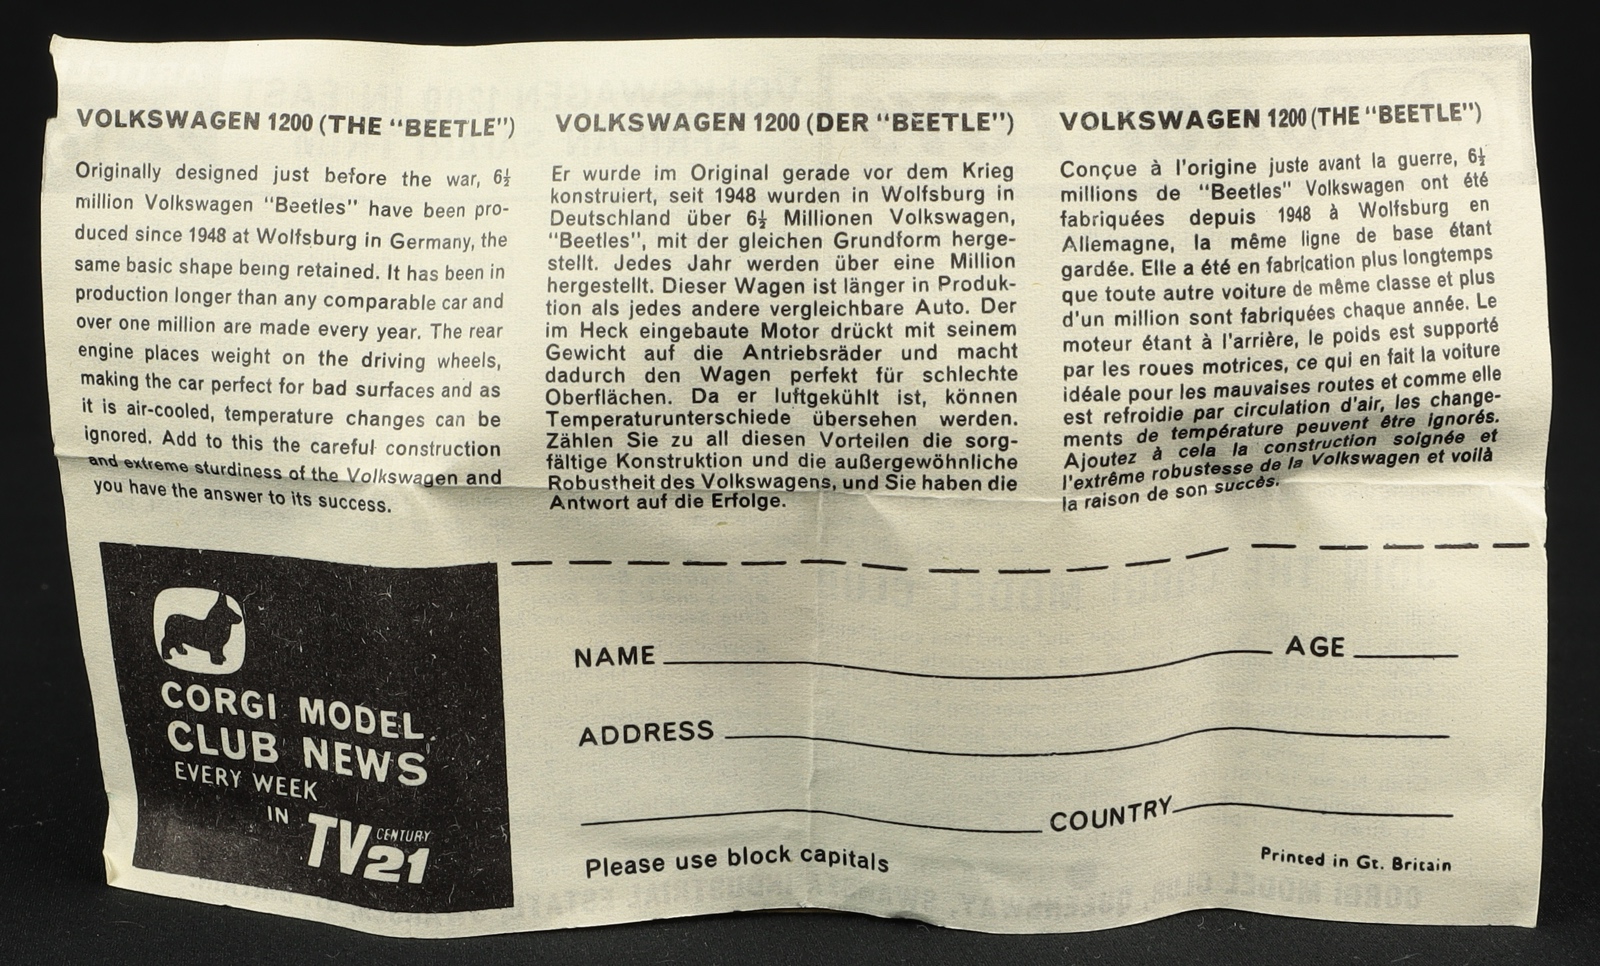 VOLKSWAGEN 1200 (THE “BEETLE”)
Originally designed just before the war, 6½
million Volkswagen “Beetles” have been pro-
duced since 1948 at Wolfsburg in Germany, the
same basic shape being retained. It has been in
production longer than any comparable car and
over one million are made every year. The rear
engine places weight on the driving wheels,
making the car perfect for bad surfaces and as
it is air-cooled, temperature changes can be
ignored. Add to this the careful construction
and extreme sturdiness of the Volkswagen and
you have the answer to its success.
VOLKSWAGEN 1200 (DER “BEETLE”)
Er wurde im Original gerade vor dem Krieg
konstruiert, seit 1948 wurden in Wolfsburg in
Deutschland über 6½ Millionen Volkswagen,
“Beetles”, mit der gleichen Grundform herge-
stellt. Jedes Jahr werden über eine Million
hergestellt. Dieser Wagen ist länger in Produk-
tion als jedes andere vergleichbare Auto. Der
im Heck eingebaute Motor drückt mit seinem
Gewicht auf die Antriebsräder und macht
dadurch den Wagen perfekt für schlechte
Oberflächen. Da er luftgekühlt ist, können
Temperaturunterschiede übersehen werden.
Zählen Sie zu all diesen Vorteilen die sorg-
fältige Konstruktion und die außergewöhnliche
Robustheit des Volkswagens, und Sie haben die
Antwort auf die Erfolge.
VOLKSWAGEN 1200 (THE “BEETLE”)
Conçue à l'origine juste avant la guerre, 6½
millions de “Beetles” Volkswagen ont été
fabriquées depuis 1948 à Wolfsburg en
Allemagne, la même ligne de base étant
gardée. Elle a été en fabrication plus longtemps
que toute autre voiture de même classe et plus
d'un million sont fabriquées chaque année. Le
moteur étant à l'arrière, le poids est supporté
par les roues motrices, ce qui en fait la voiture
idéale pour les mauvaises routes et comme elle
est refroidie par circulation d'air, les change-
ments de température peuvent être ignorés.
Ajoutez à cela la construction soignée et
l'extrême robustesse de la Volkswagen et voilà
la raison de son succès.
CORGI MODEL
CLUB NEWS
EVERY WEEK
IN
TV CENTURY 21
NAME AGE
ADDRESS
COUNTRY
Please use block capitals
Printed in Gt. Britain